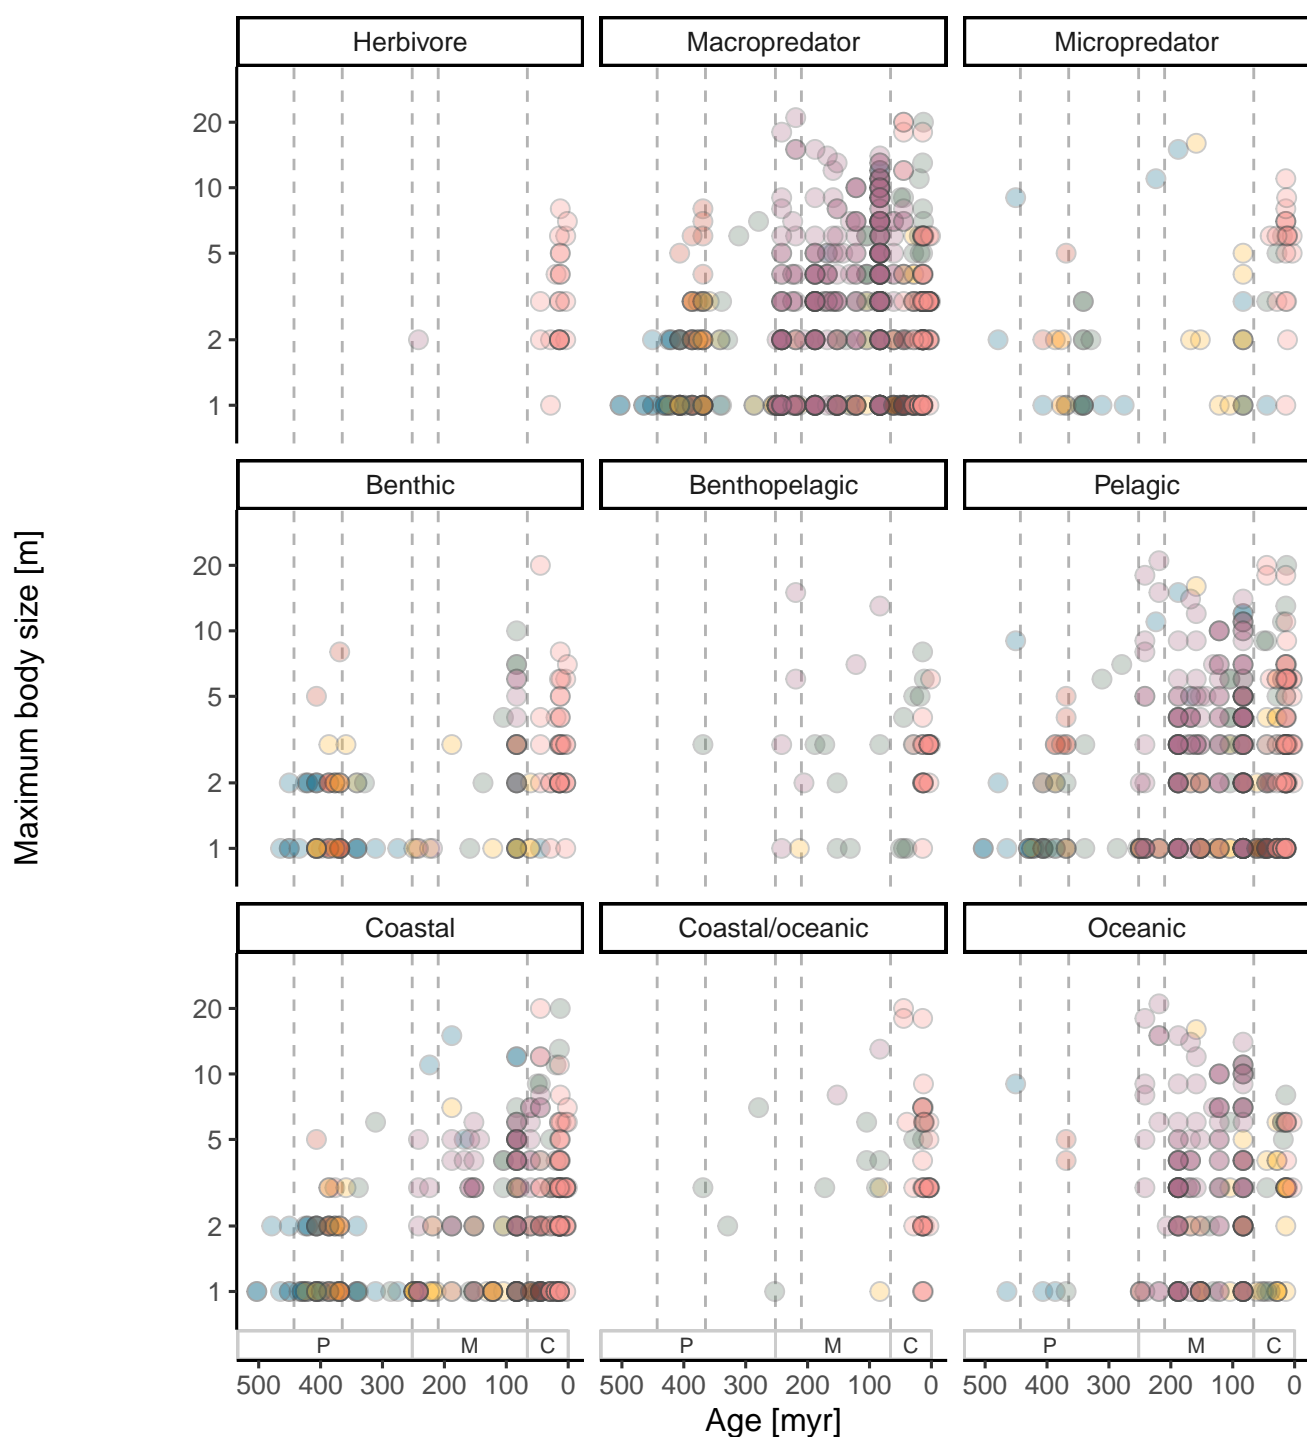 Herbivore Macropredator Micropredator
20
10
5
2
1
Benthic Benthopelagic Pelagic
20
10
5
2
1
Maximum body size [m]
Coastal Coastal/oceanic Oceanic
20
10
5
2
1
P M C P M C P M C
500 400 300 200 100 0 500 400 300 200 100 0 500 400 300 200 100 0
Age [myr]